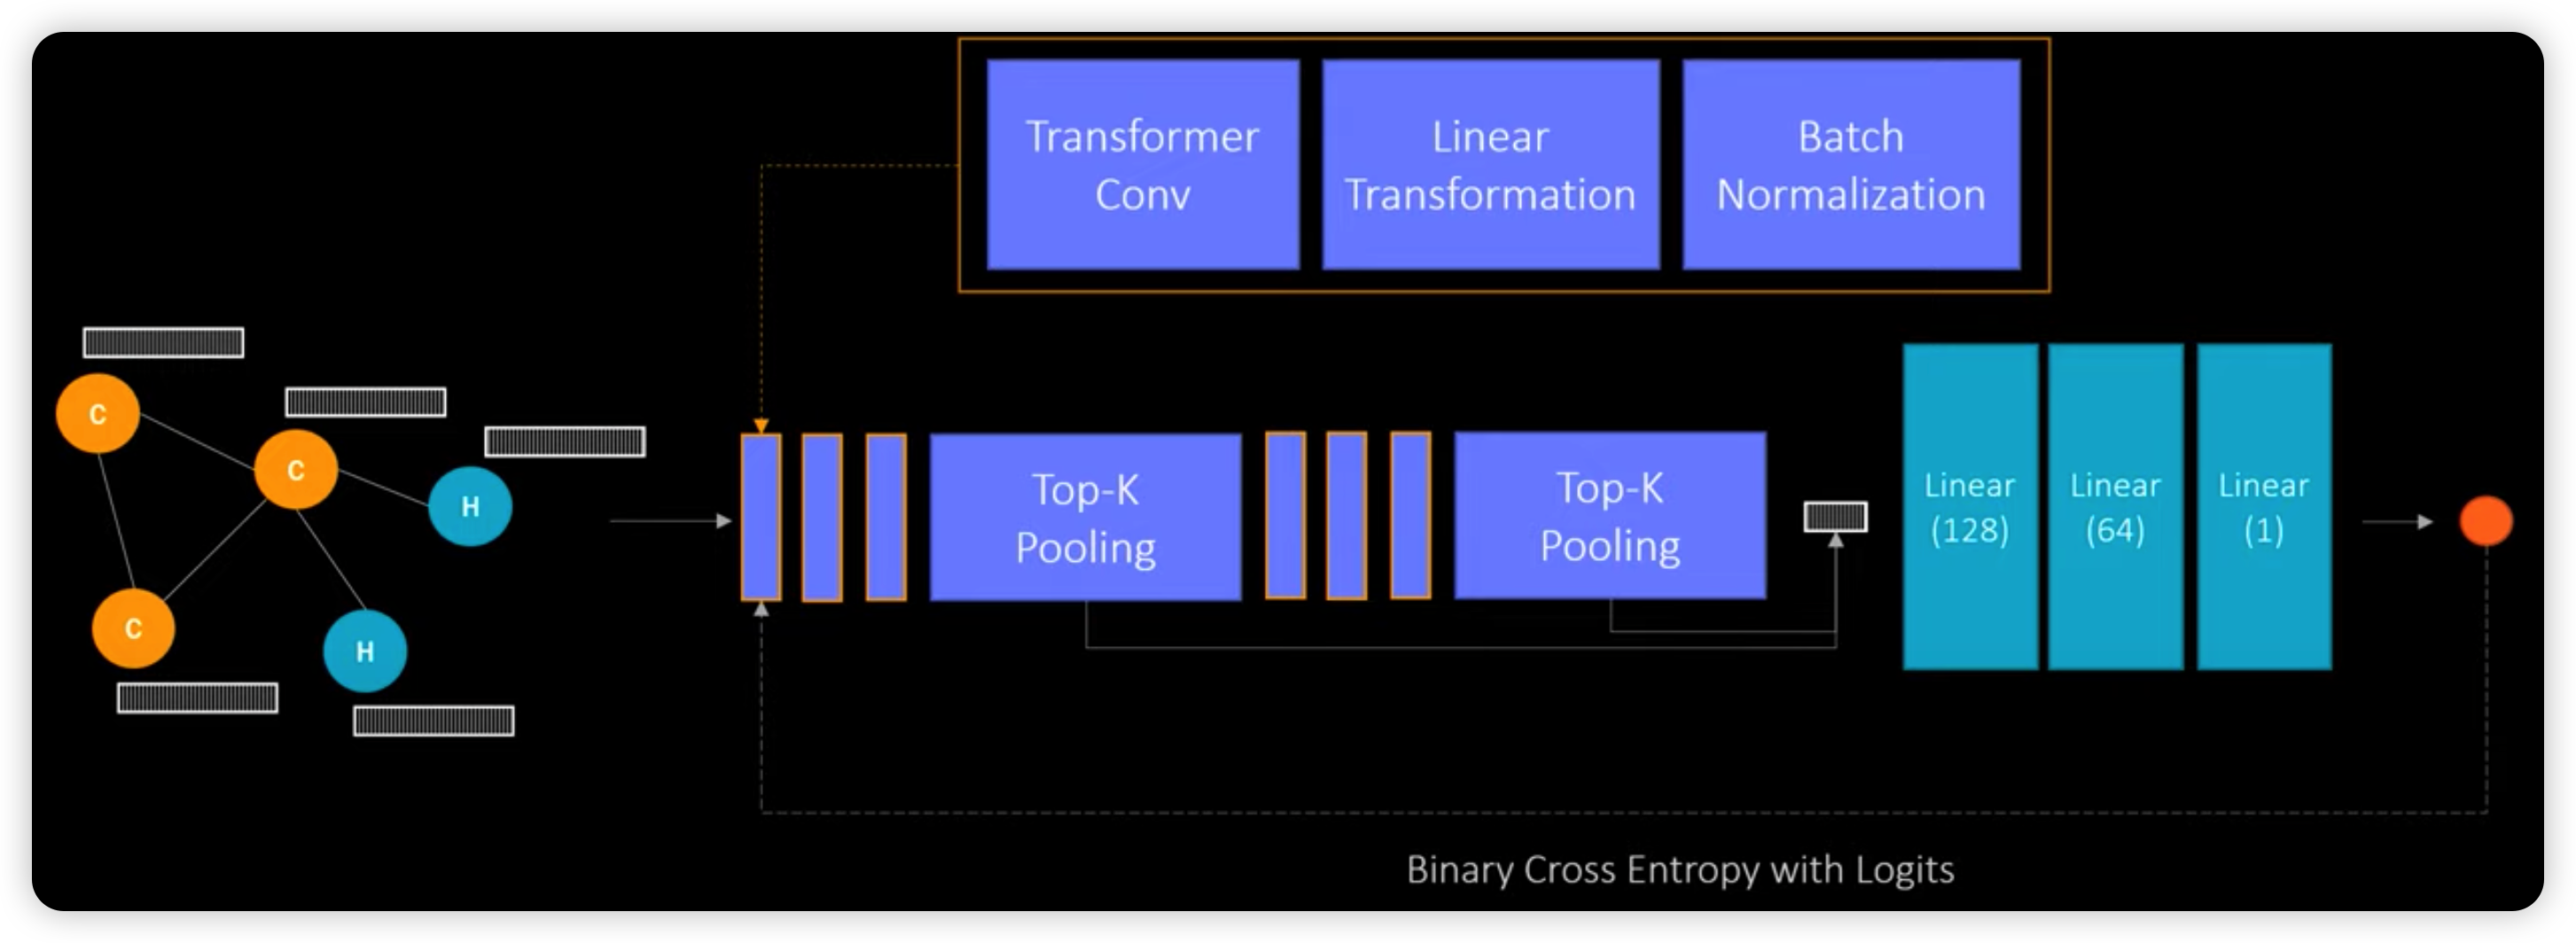 Transformer
Conv
Linear
Transformation
Batch
Normalization
C
C
H
C
H
Top-K
Pooling
Top-K
Pooling
Linear
(128)
Linear
(64)
Linear
(1)
Binary Cross Entropy with Logits